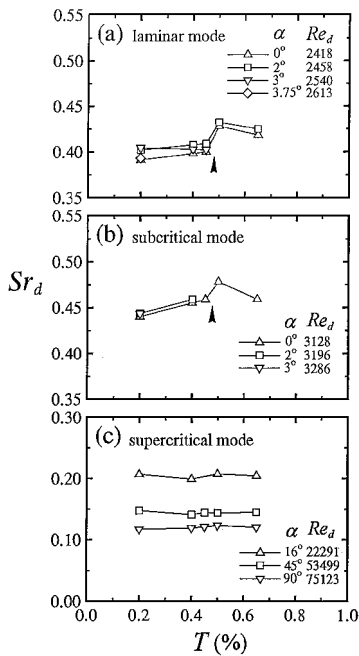 0.55
(a) laminar mode
α Re_d
0° 2418
2° 2458
3° 2540
3.75° 2613
0.50
0.45
0.40
0.35
0.55
(b) subcritical mode
0.50
Sr_d
0.45
0.40
α Re_d
0° 3128
2° 3196
3° 3286
0.35
0.30
(c) supercritical mode
0.20
0.10
α Re_d
16° 22291
45° 53499
90° 75123
0.00
0.0 0.2 0.4 0.6 0.8 1.0
T (%)